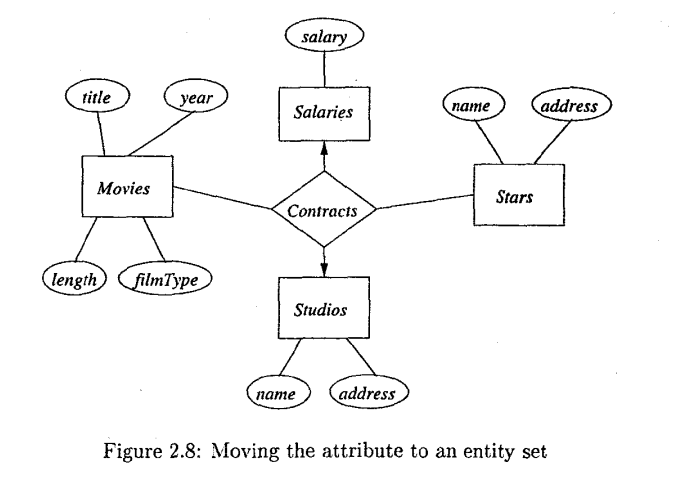 salary
title
year
name
address
Salaries
Movies
Stars
Contracts
length
filmType
Studios
name
address
Figure 2.8: Moving the attribute to an entity set